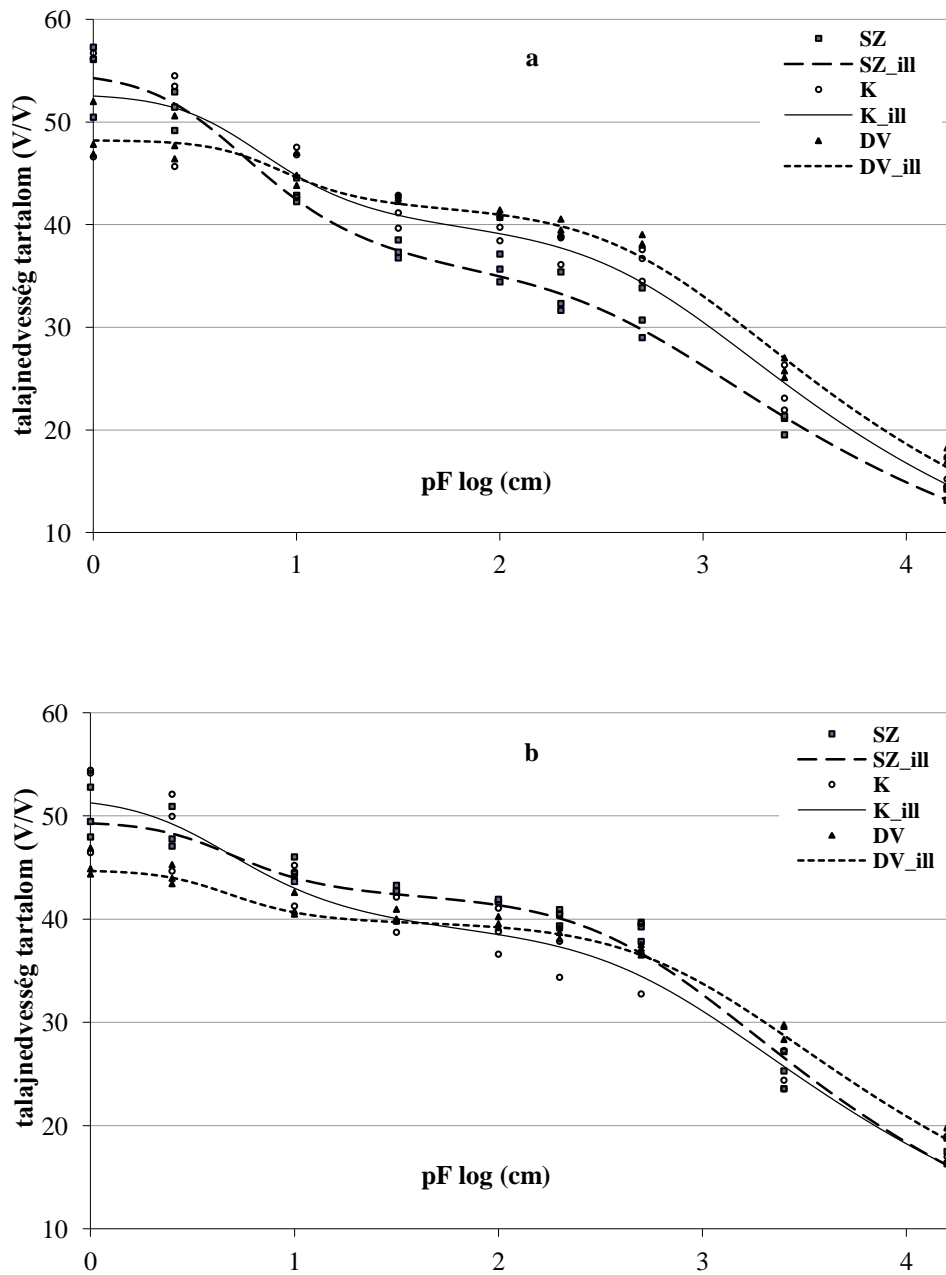 60
50
40
30
20
10
talajnedvesség tartalom (V/V)
a
SZ
SZ_ill
K
K_ill
DV
DV_ill
pF log (cm)
0
1
2
3
4
60
50
40
30
20
10
talajnedvesség tartalom (V/V)
b
SZ
SZ_ill
K
K_ill
DV
DV_ill
pF log (cm)
0
1
2
3
4